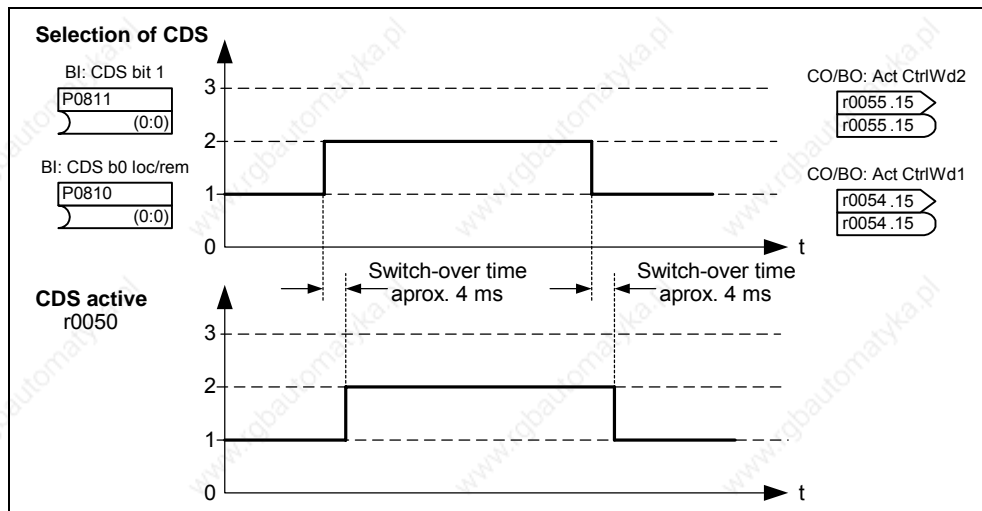 Selection of CDS
BI: CDS bit 1
P0811
(0:0)
BI: CDS b0 loc/rem
P0810
(0:0)
3
2
1
0
t
CO/BO: Act CtrlWd2
r0055 .15
r0055 .15
CO/BO: Act CtrlWd1
r0054 .15
r0054 .15
Switch-over time
aprox. 4 ms
Switch-over time
aprox. 4 ms
CDS active
r0050
3
2
1
0
t
www.rgbautomatyka.pl